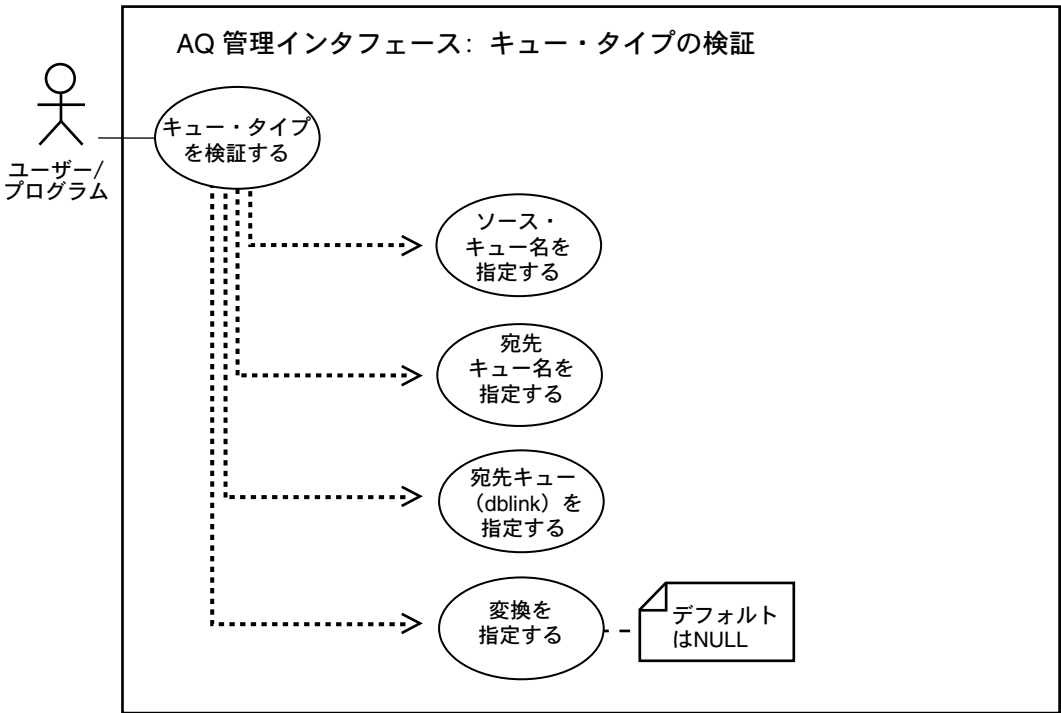 AQ 管理インタフェース：キュー・タイプの検証
ユーザー/
プログラム
キュー・タイプ
を検証する
ソース・
キュー名を
指定する
宛先
キュー名を
指定する
宛先キュー
（dblink）を
指定する
変換を
指定する
デフォルト
はNULL